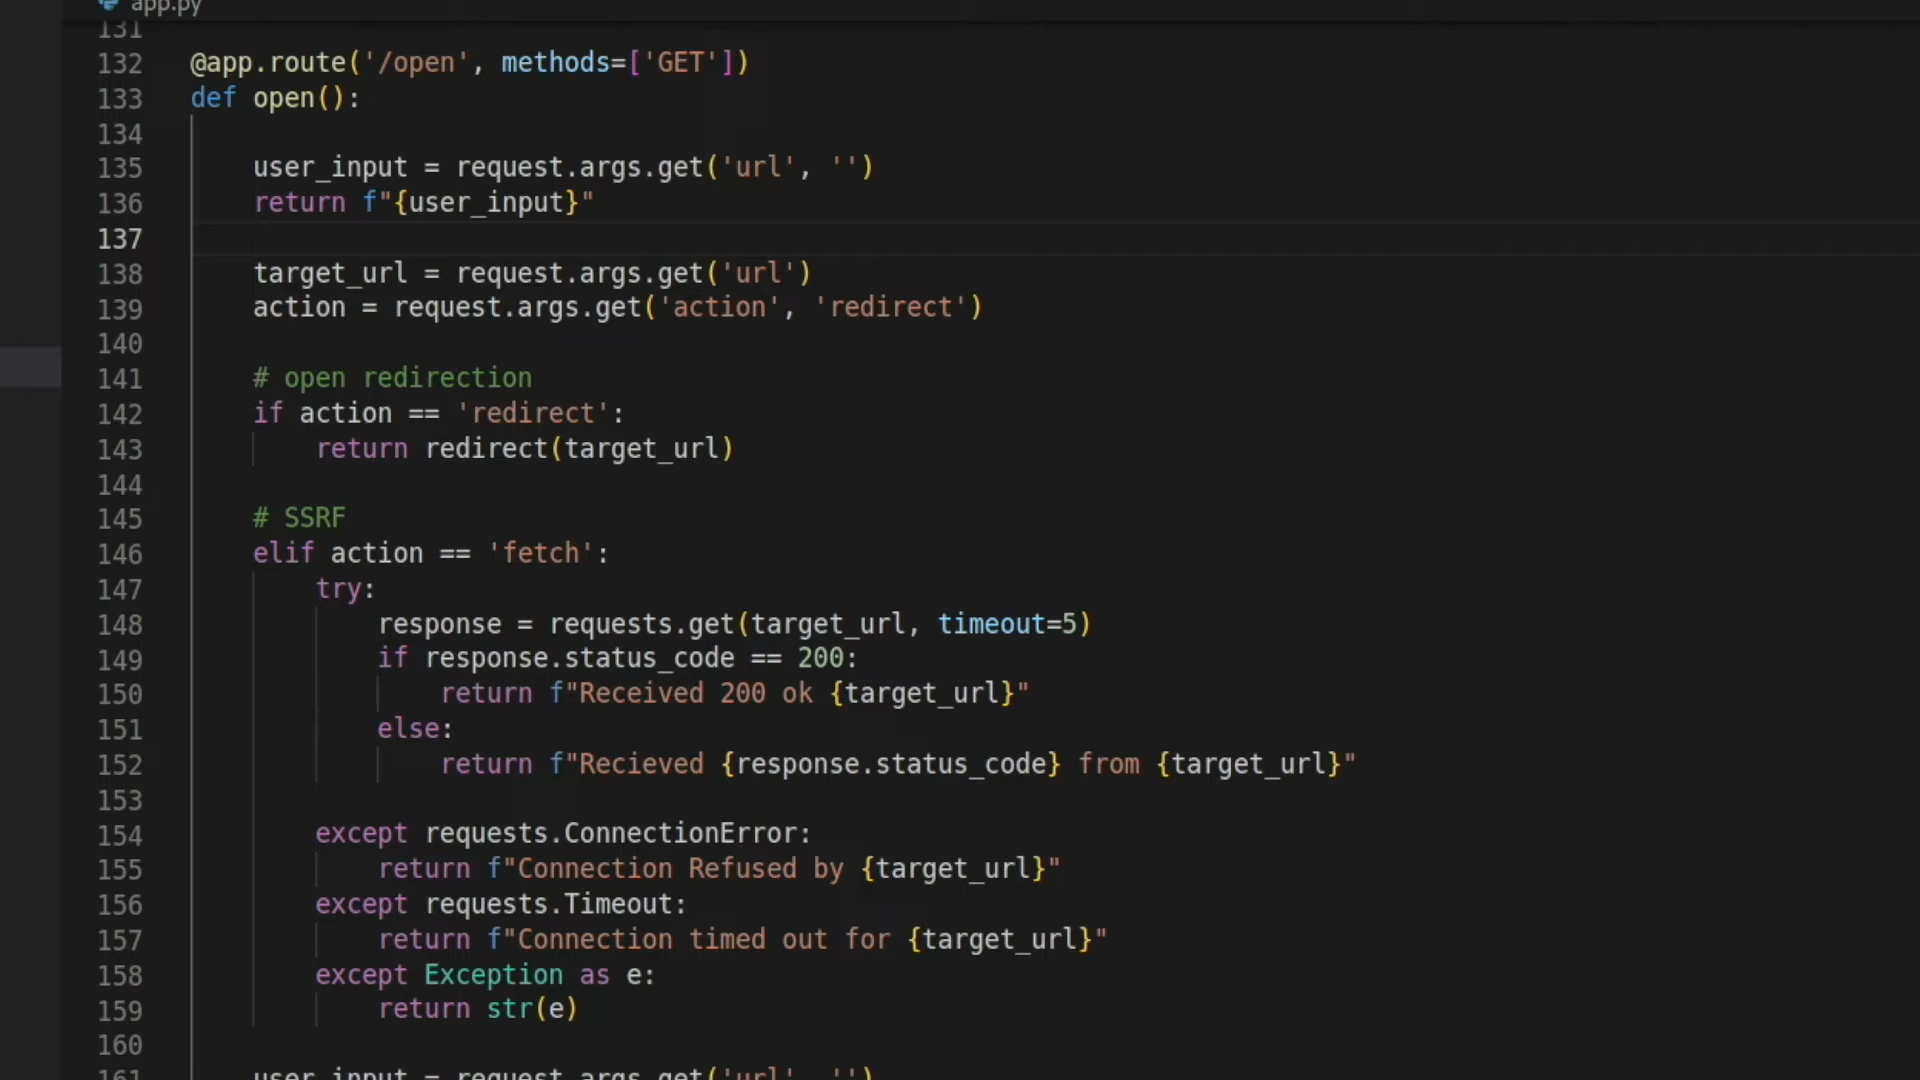 app.py
131
132 @app.route('/open', methods=['GET'])
133 def open():
134
135 user_input = request.args.get('url', '')
136 return f"{user_input}"
137
138 target_url = request.args.get('url')
139 action = request.args.get('action', 'redirect')
140
141 # open redirection
142 if action == 'redirect':
143 return redirect(target_url)
144
145 # SSRF
146 elif action == 'fetch':
147 try:
148 response = requests.get(target_url, timeout=5)
149 if response.status_code == 200:
150 return f"Received 200 ok {target_url}"
151 else:
152 return f"Recieved {response.status_code} from {target_url}"
153
154 except requests.ConnectionError:
155 return f"Connection Refused by {target_url}"
156 except requests.Timeout:
157 return f"Connection timed out for {target_url}"
158 except Exception as e:
159 return str(e)
160
161 user_input = request.args.get('url', '')